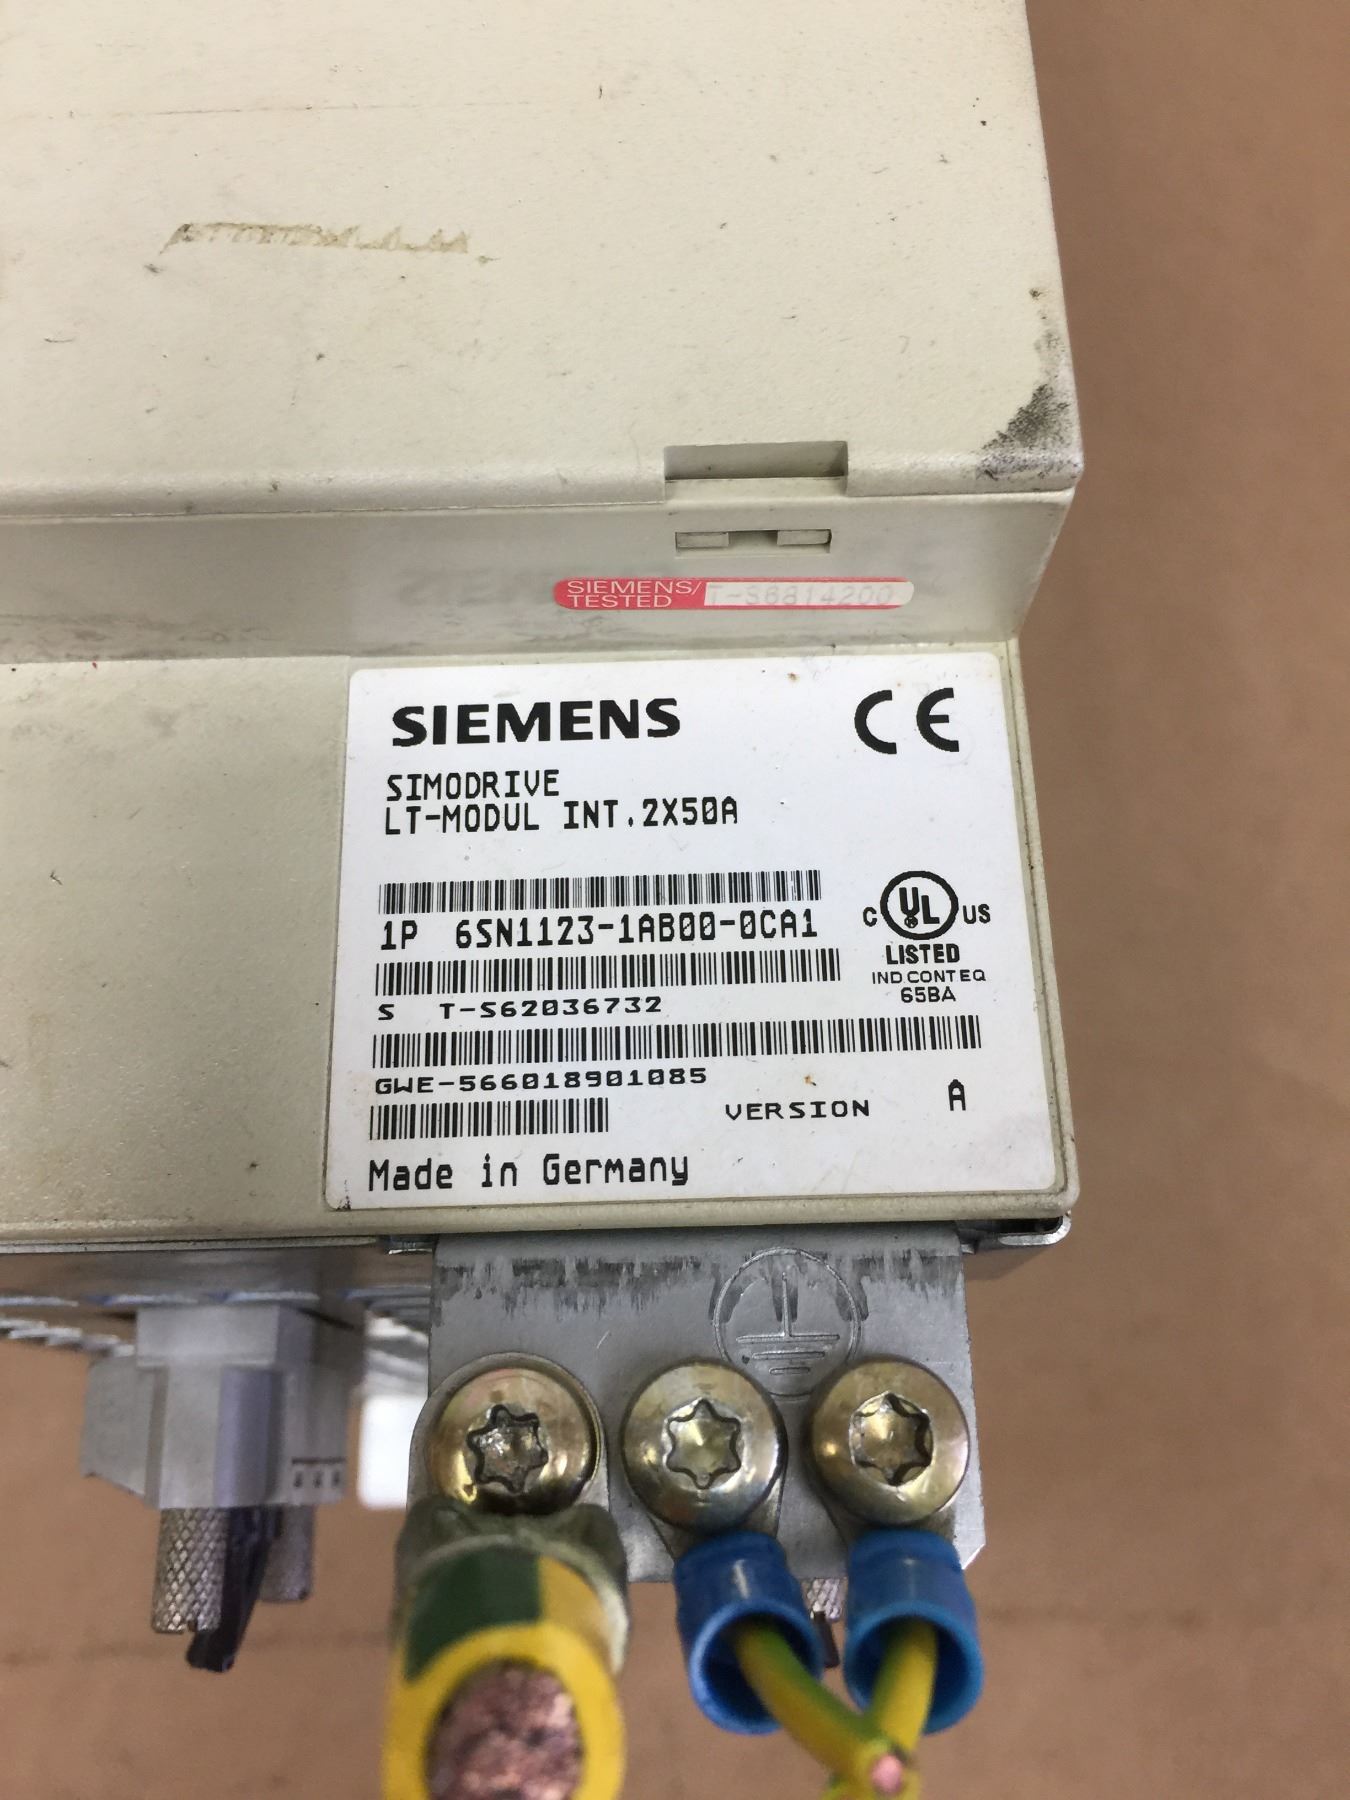 SIEMENS/
TESTED T-S6814200
SIEMENS
CE
SIMODRIVE
LT-MODUL INT.2X50A
1P 6SN1123-1AB00-0CA1
C UL US
LISTED
IND CONT EQ
65BA
S T-S62036732
GWE-566018901085
VERSION A
Made in Germany